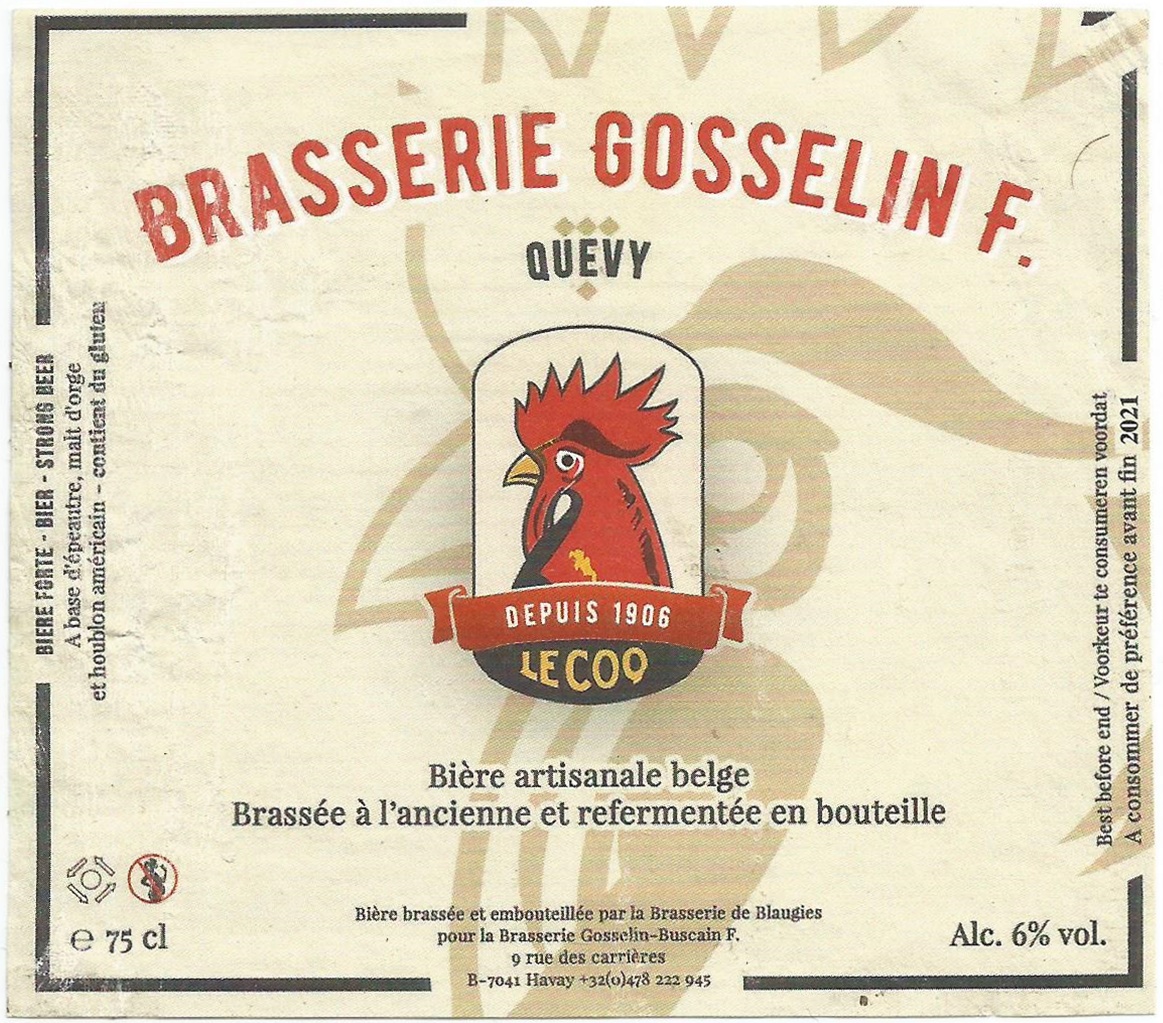 BRASSERIE GOSSELIN F.
QUEVY
DEPUIS 1906
LE COQ
Bière artisanale belge
Brassée à l'ancienne et refermentée en bouteille
BIERE FORTE - BIER - STRONG BEER
A base d'épeautre, malt d'orge
et houblon américain - contient du gluten
Best before end / Voorkeur te consumeren voordat
A consommer de préférence avant fin 2021
℮ 75 cl
Bière brassée et embouteillée par la Brasserie de Blaugies
pour la Brasserie Gosselin-Buscain F.
9 rue des carrières
B-7041 Havay +32(0)478 222 945
Alc. 6% vol.